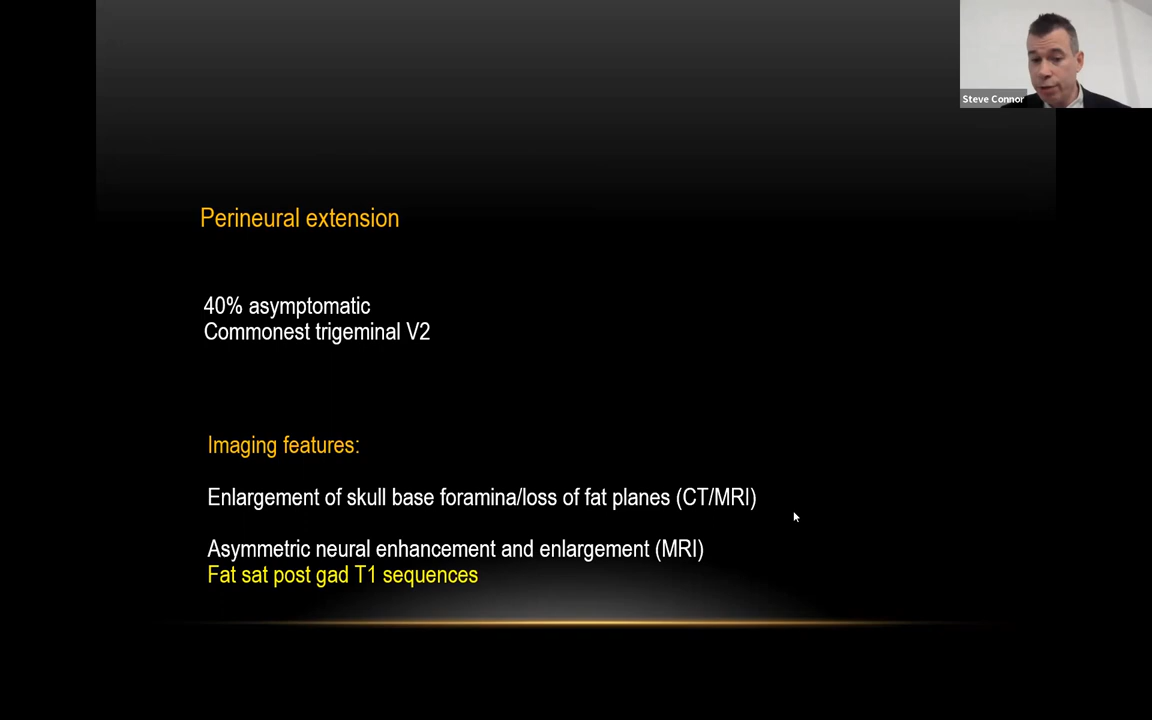 Steve Connor
Perineural extension
40% asymptomatic
Commonest trigeminal V2
Imaging features:
Enlargement of skull base foramina/loss of fat planes (CT/MRI)
Asymmetric neural enhancement and enlargement (MRI)
Fat sat post gad T1 sequences